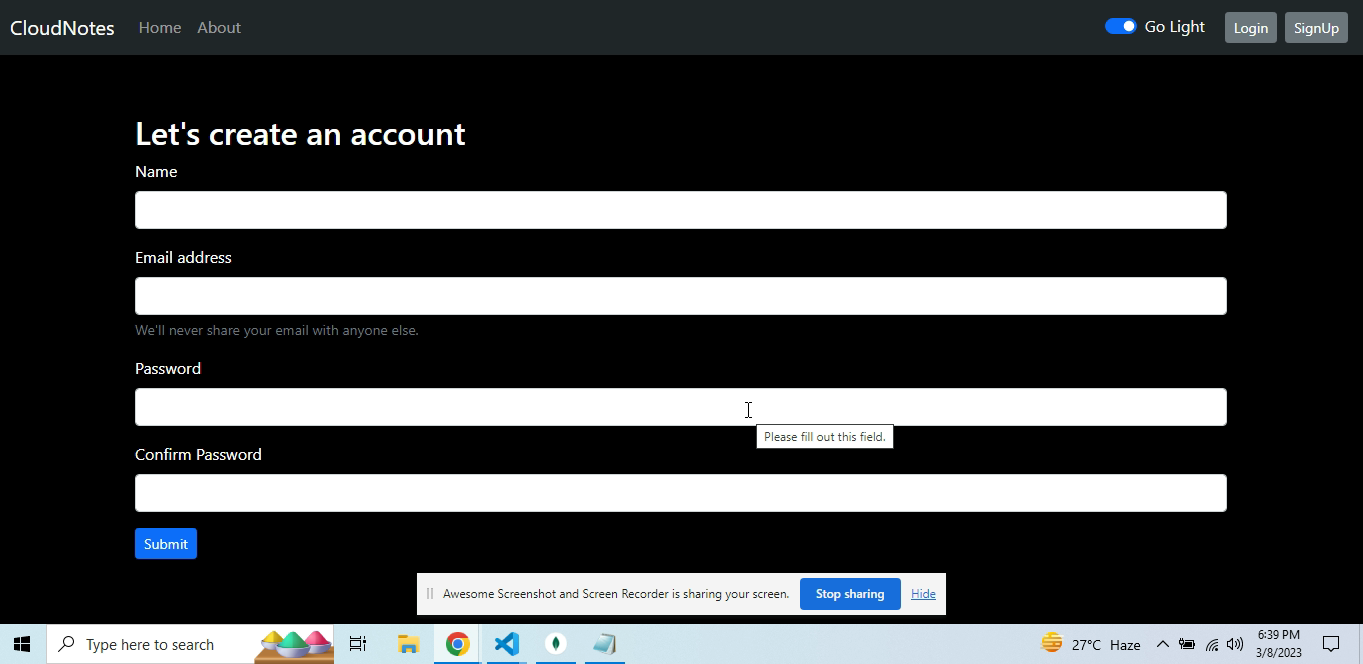 CloudNotes Home About Go Light Login SignUp
Let's create an account
Name
Email address
We'll never share your email with anyone else.
Password
Please fill out this field.
Confirm Password
Submit
Awesome Screenshot and Screen Recorder is sharing your screen. Stop sharing Hide
Type here to search 27°C Haze 6:39 PM
3/8/2023